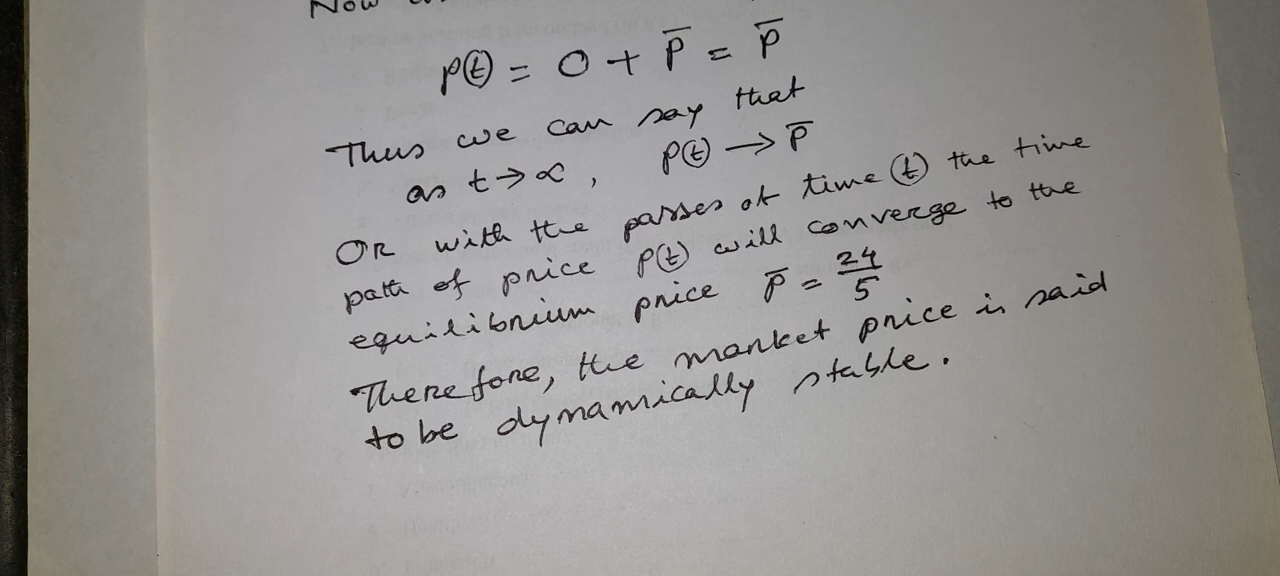 Now
p(t) = 0 + p̄ = p̄
Thus we can say that
as t→∞, p(t) → p̄
OR with the passes of time (t) the time
path of price p(t) will converge to the
equilibrium price p̄ = 24/5
Therefore, the market price is said
to be dynamically stable.